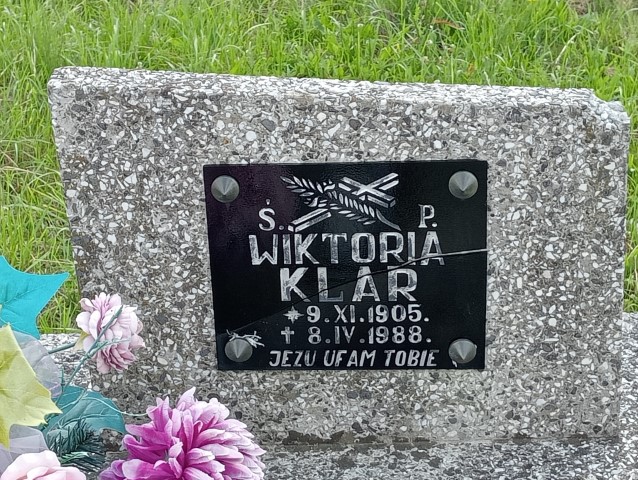 Ś. P.
WIKTORIA
KLAR
* 9.XI.1905.
† 8.IV.1988.
JEZU UFAM TOBIE